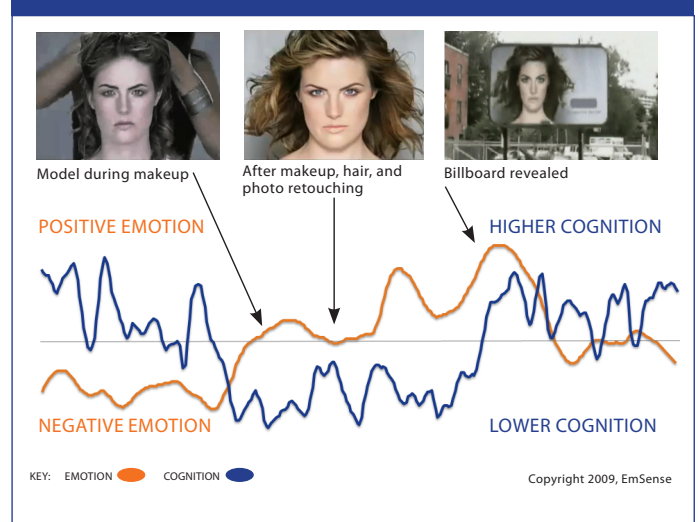 Model during makeup
After makeup, hair, and
photo retouching
Billboard revealed
POSITIVE EMOTION
HIGHER COGNITION
NEGATIVE EMOTION
LOWER COGNITION
KEY: EMOTION COGNITION
Copyright 2009, EmSense